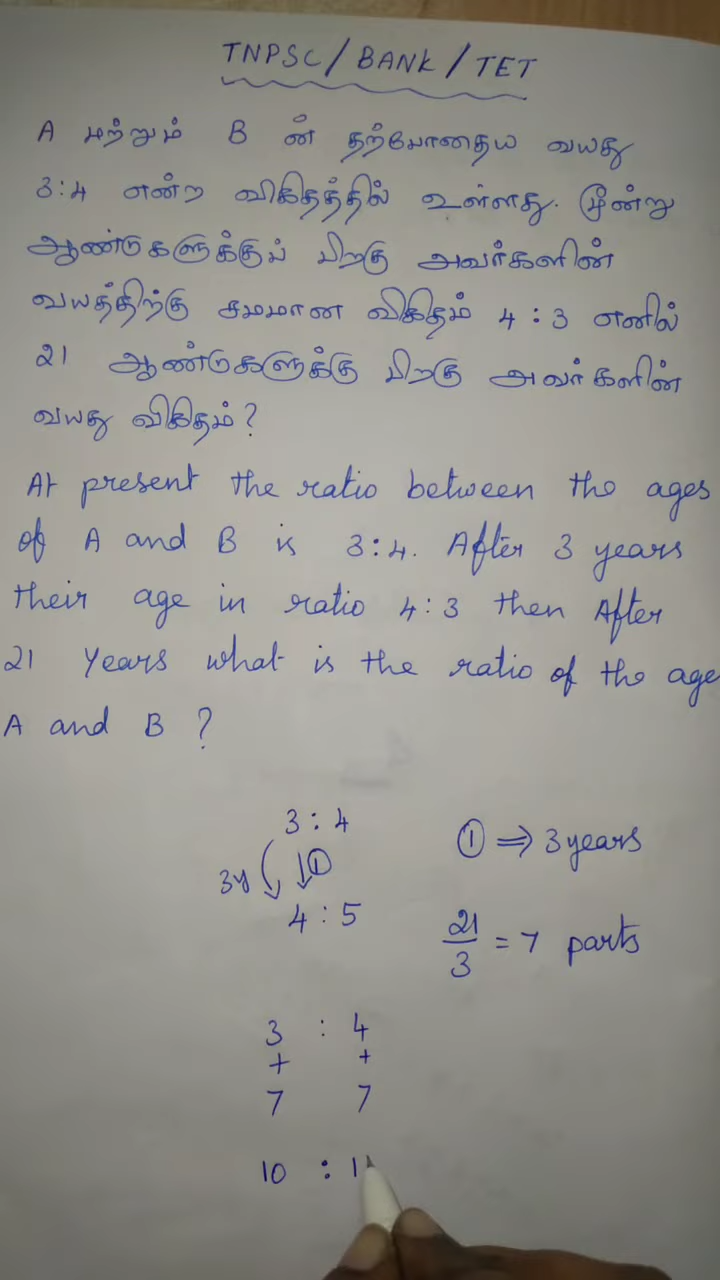 TNPSC / BANK / TET
A மற்றும் B ன் தற்போதைய வயது
3:4 என்ற விகிதத்தில் உள்ளது. மூன்று
ஆண்டுகளுக்குப் பிறகு அவர்களின்
வயத்திற்கு சமமான விகிதம் 4 : 3 எனில்
21 ஆண்டுகளுக்கு பிறகு அவர்களின்
வயது விகிதம்?
At present the ratio between the ages
of A and B is 3:4. After 3 years
their age in ratio 4:3 then After
21 Years what is the ratio of the age
A and B ?
3 : 4
① ⇒ 3 years
3y ①
4 : 5
21/3 = 7 parts
3 : 4
+ +
7 7
10 : 1